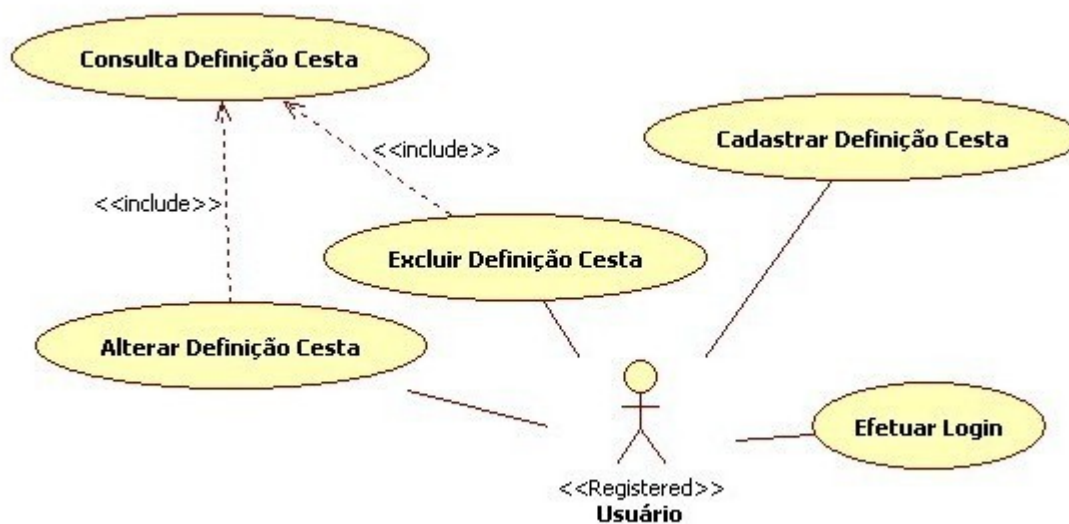 Consulta Definição Cesta
Cadastrar Definição Cesta
<<include>>
<<include>>
Excluir Definição Cesta
Alterar Definição Cesta
Efetuar Login
<<Registered>>
Usuário